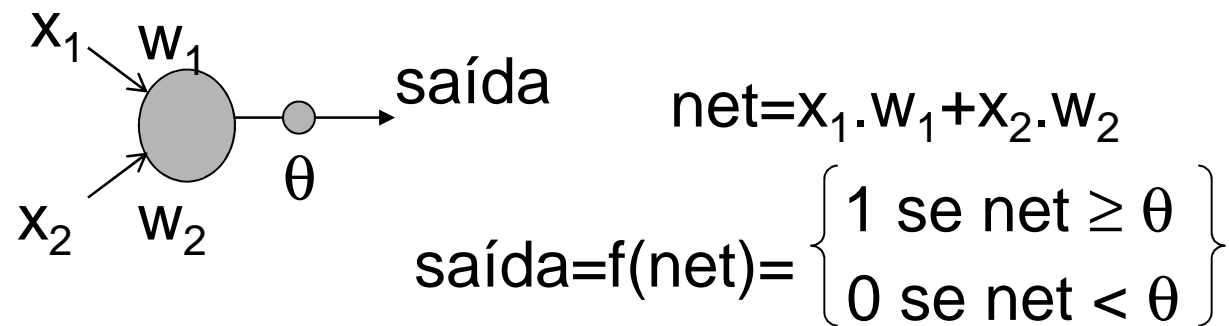 x₁ w₁
saída
θ
x₂ w₂
net=x₁.w₁+x₂.w₂
saída=f(net)= { 1 se net ≥ θ
0 se net < θ }